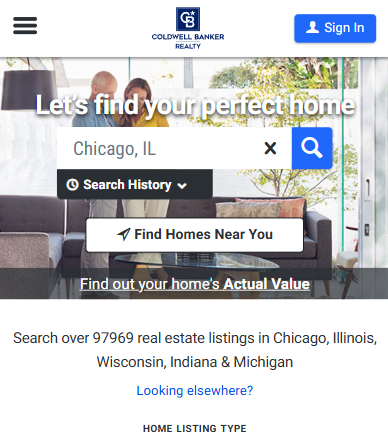 CB
COLDWELL BANKER
REALTY
Sign In
Let's find your perfect home
Chicago, IL
Search History
Find Homes Near You
Find out your home's Actual Value
Search over 97969 real estate listings in Chicago, Illinois,
Wisconsin, Indiana & Michigan
Looking elsewhere?
HOME LISTING TYPE